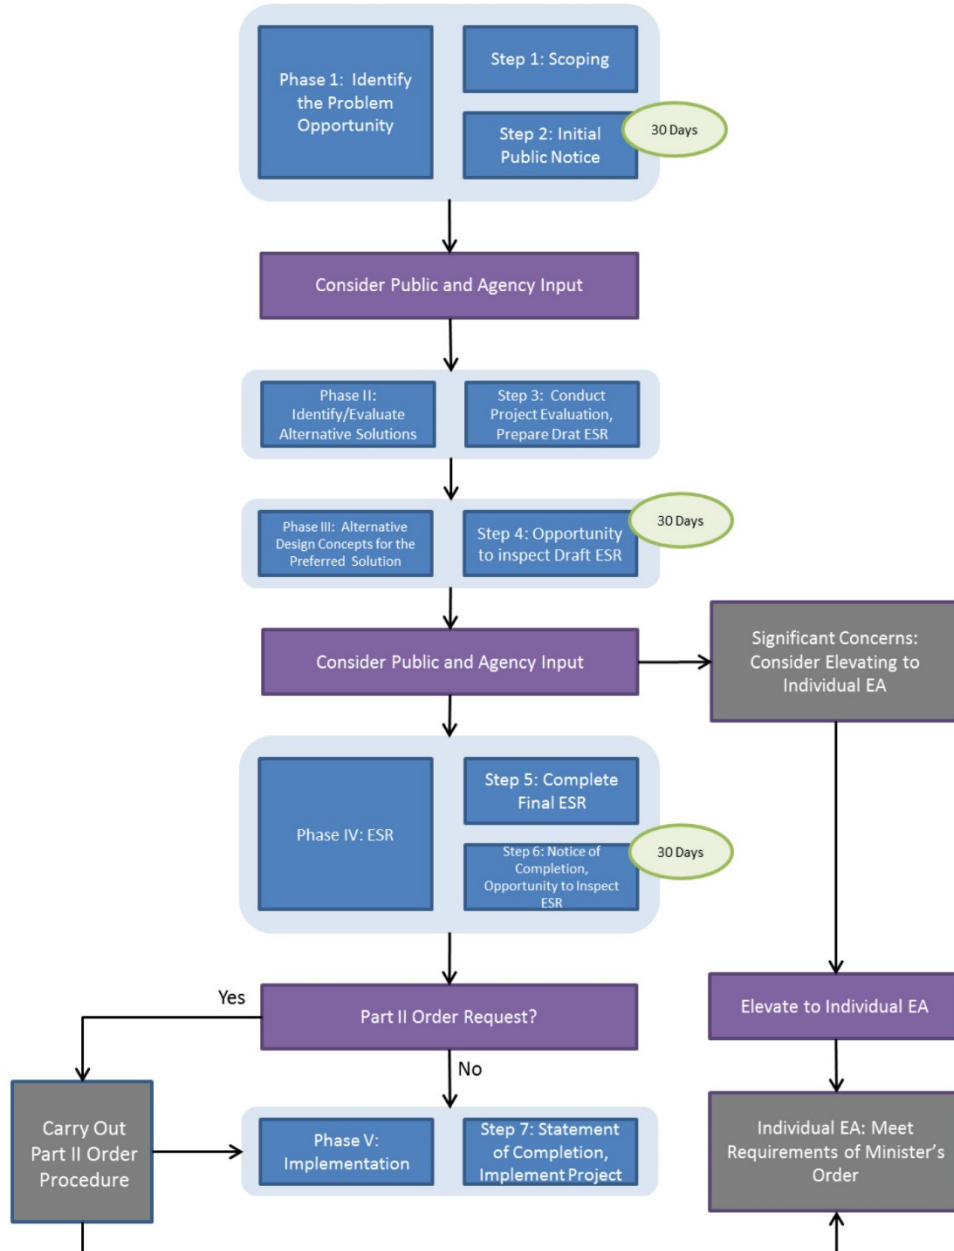 Phase 1:  Identify
the Problem
Opportunity
Step 1: Scoping
Step 2: Initial
Public Notice
30 Days
Consider Public and Agency Input
Phase II:
Identify/Evaluate
Alternative Solutions
Step 3:  Conduct
Project Evaluation,
Prepare Drat ESR
Phase III:  Alternative
Design Concepts for the
Preferred  Solution
Step 4: Opportunity
to inspect Draft ESR
30 Days
Consider Public and Agency Input
Significant Concerns:
Consider Elevating to
Individual EA
Phase IV: ESR
Step 5: Complete
Final ESR
Step 6: Notice of
Completion,
Opportunity to Inspect
ESR
30 Days
Yes
Part II Order Request?
No
Elevate to Individual EA
Carry Out
Part II Order
Procedure
Phase V:
Implementation
Step 7: Statement
of Completion,
Implement Project
Individual EA: Meet
Requirements of Minister’s
Order